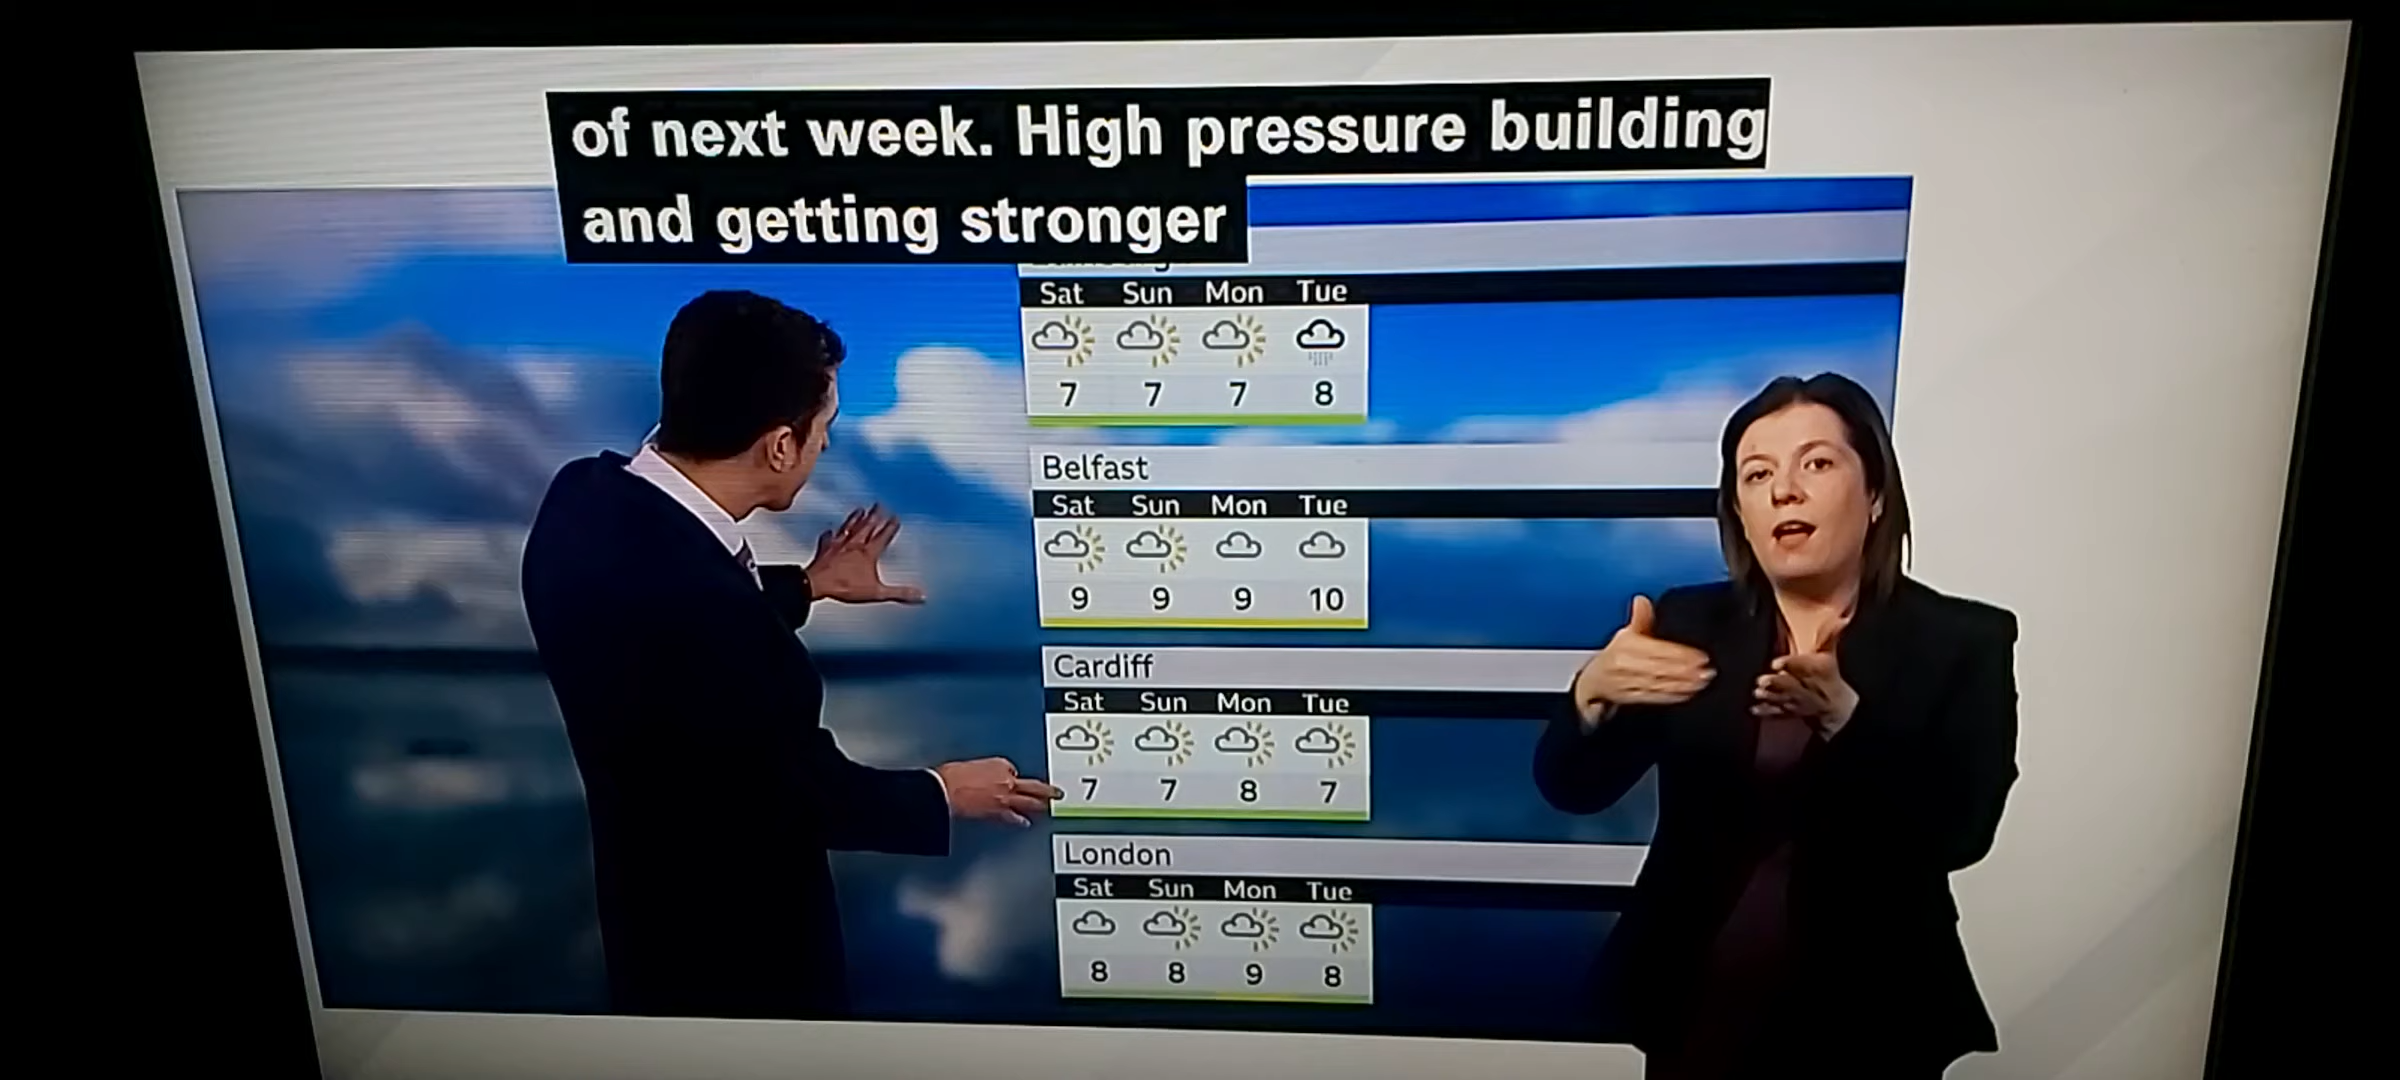 of next week. High pressure building
and getting stronger
Sat Sun Mon Tue
7 7 7 8
Belfast
Sat Sun Mon Tue
9 9 9 10
Cardiff
Sat Sun Mon Tue
7 7 8 7
London
Sat Sun Mon Tue
8 8 9 8